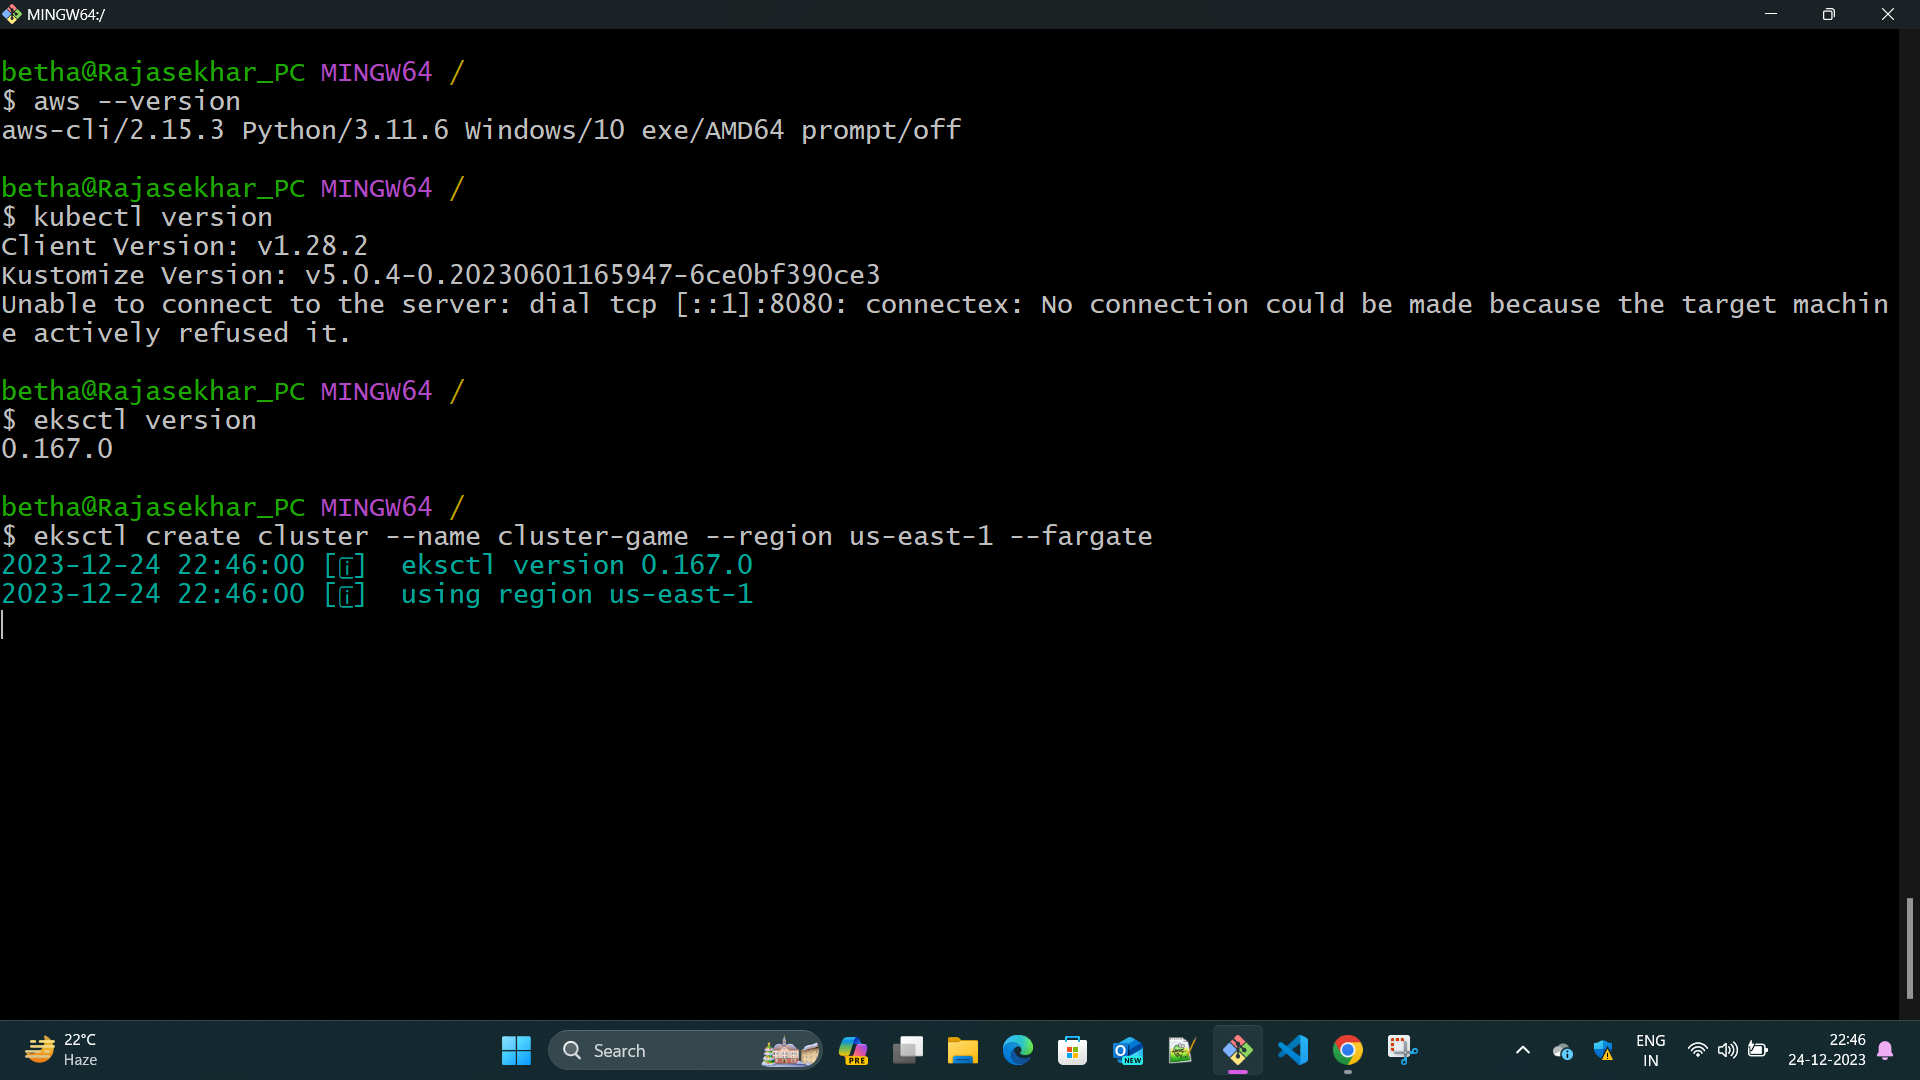 MINGW64:/
betha@Rajasekhar_PC MINGW64 /
$ aws --version
aws-cli/2.15.3 Python/3.11.6 Windows/10 exe/AMD64 prompt/off
betha@Rajasekhar_PC MINGW64 /
$ kubectl version
Client Version: v1.28.2
Kustomize Version: v5.0.4-0.20230601165947-6ce0bf390ce3
Unable to connect to the server: dial tcp [::1]:8080: connectex: No connection could be made because the target machin
e actively refused it.
betha@Rajasekhar_PC MINGW64 /
$ eksctl version
0.167.0
betha@Rajasekhar_PC MINGW64 /
$ eksctl create cluster --name cluster-game --region us-east-1 --fargate
2023-12-24 22:46:00 [ℹ]  eksctl version 0.167.0
2023-12-24 22:46:00 [ℹ]  using region us-east-1
22°C
Haze
Search
PRE
NEW
ENG
IN
22:46
24-12-2023